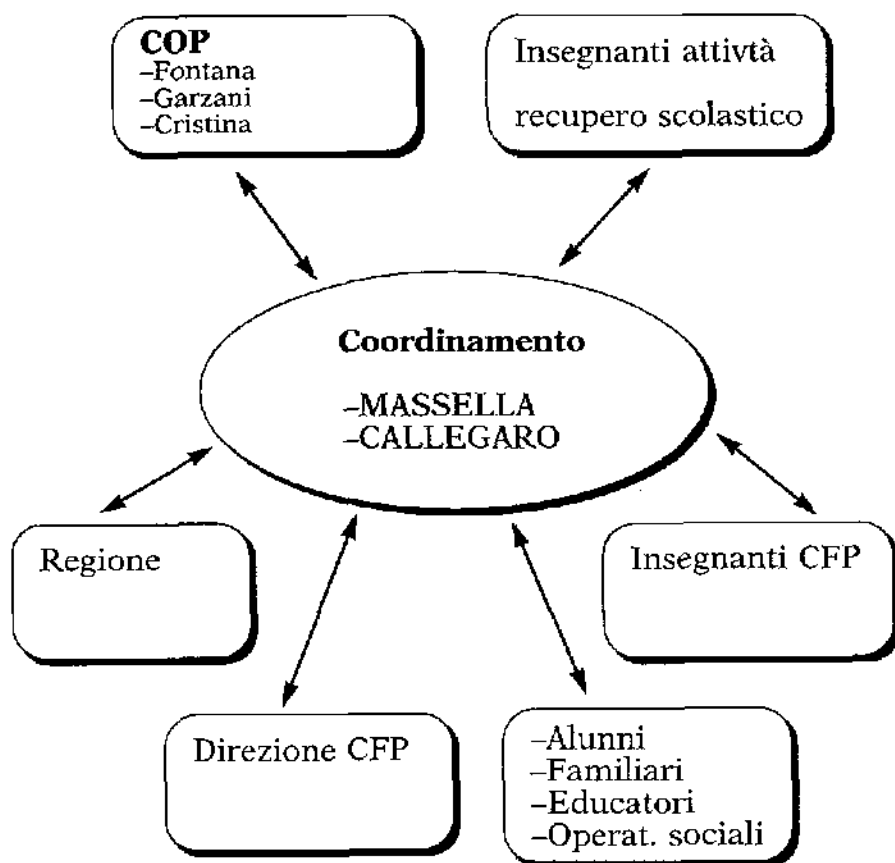 COP
–Fontana
–Garzani
–Cristina
Insegnanti attivtà
recupero scolastico
Coordinamento
–MASSELLA
–CALLEGARO
Regione
Insegnanti CFP
Direzione CFP
–Alunni
–Familiari
–Educatori
–Operat. sociali